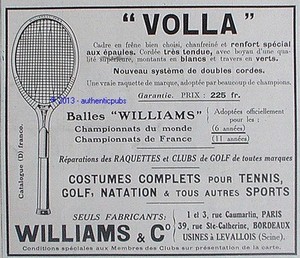 "VOLLA"
Cadre en frêne bien choisi, chanfreiné et renfort spécial
aux épaules. Cordée très tendue, avec boyau d'une qua-
lité supérieure, montants en blancs et travers en verts.
Nouveau système de doubles cordes.
Une vraie raquette de marque, adoptée par beaucoup de champions.
Garantie. PRIX : 225 fr.
© 2013 - authenticpubs
Balles "WILLIAMS" Adoptées officiellement
pour les :
Championnats du monde (6 années)
Championnats de France (11 années)
Catalogue (D) franco.
Réparations des RAQUETTES et CLUBS de GOLF de toutes marques
COSTUMES COMPLETS POUR TENNIS,
GOLF, NATATION & TOUS AUTRES SPORTS
SEULS FABRICANTS:
WILLIAMS & Cº
1 et 3, rue Caumartin, PARIS
39, rue Ste-Catherine, BORDEAUX
USINES à LEVALLOIS (Seine).
Conditions spéciales aux Membres des Clubs sur présentation de la carte.